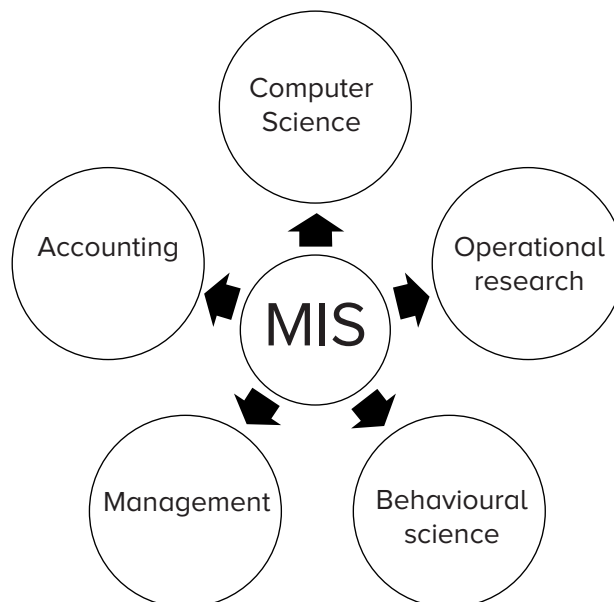 Computer
Science
Accounting
Operational
research
MIS
Management
Behavioural
science